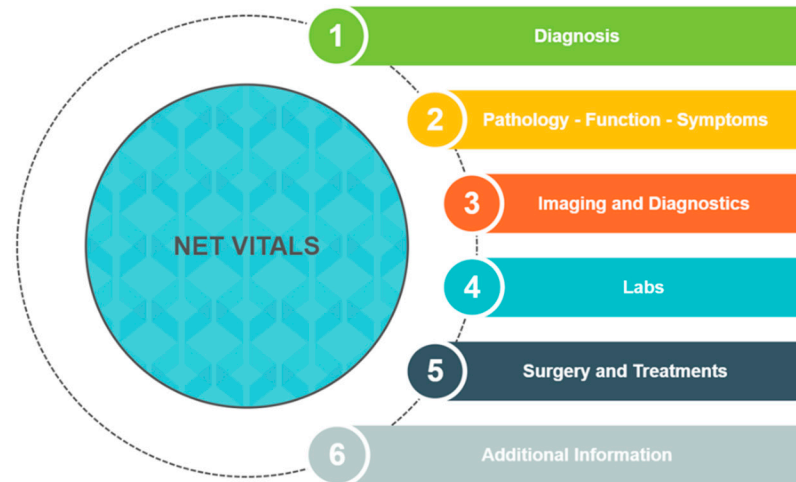 1
Diagnosis
2
Pathology - Function - Symptoms
3
Imaging and Diagnostics
NET VITALS
4
Labs
5
Surgery and Treatments
6
Additional Information